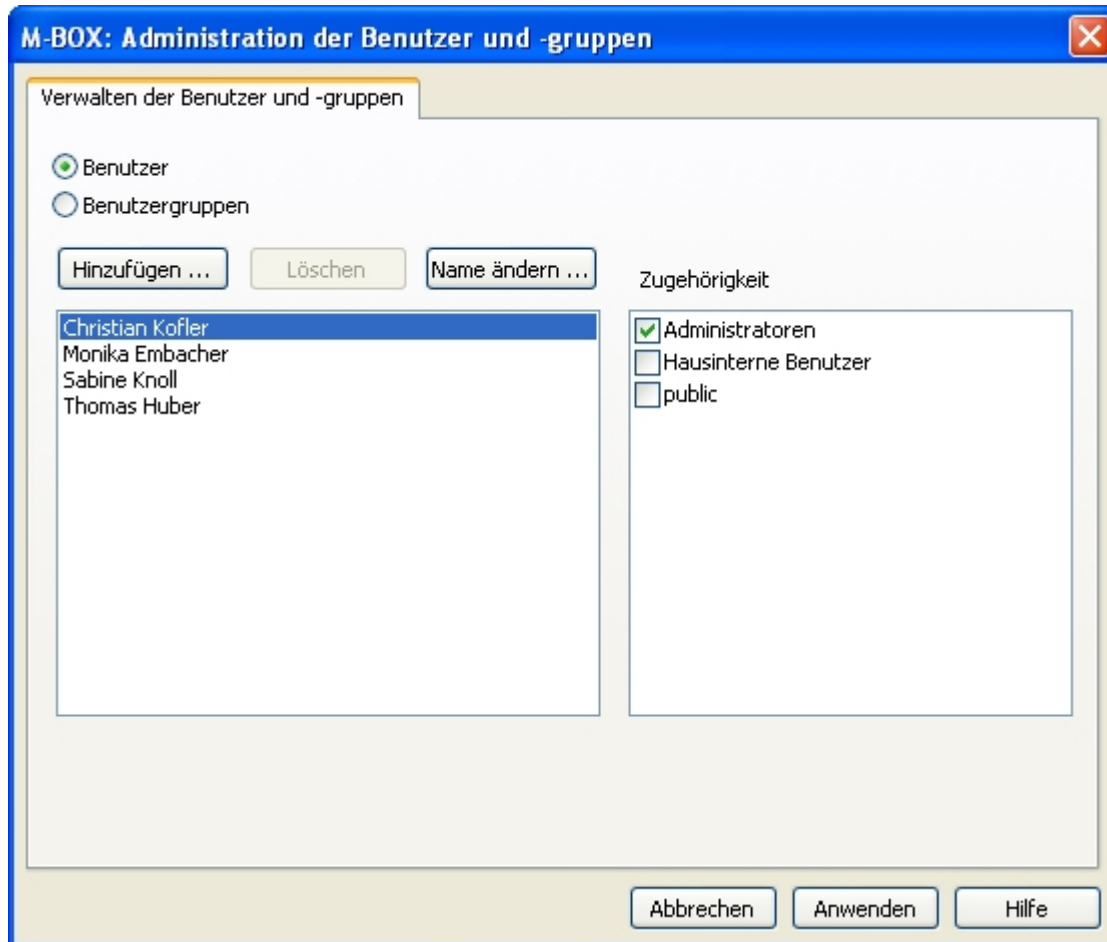 M-BOX: Administration der Benutzer und -gruppen
Verwalten der Benutzer und -gruppen
Benutzer
Benutzergruppen
Hinzufügen ...
Löschen
Name ändern ...
Zugehörigkeit
Christian Kofler
Monika Embacher
Sabine Knoll
Thomas Huber
Administratoren
Hausinterne Benutzer
public
Abbrechen
Anwenden
Hilfe